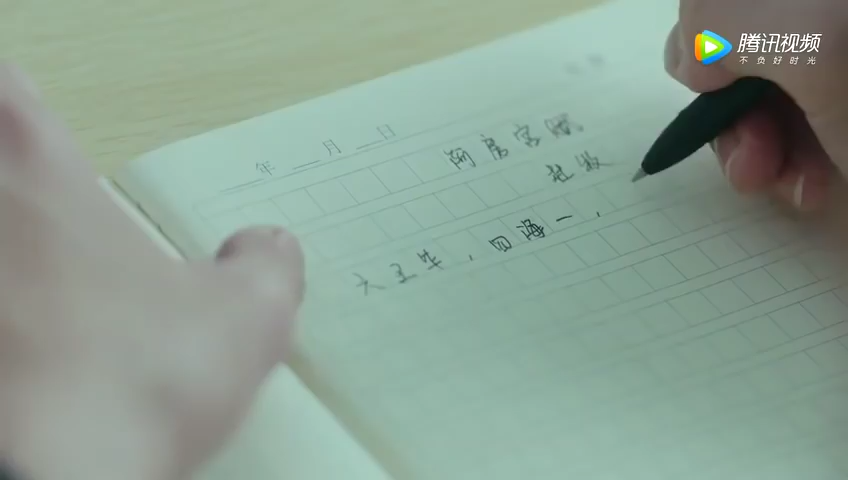 腾讯视频
不负好时光
年 月 日
阿房宫赋
杜牧
六王毕,四海一,